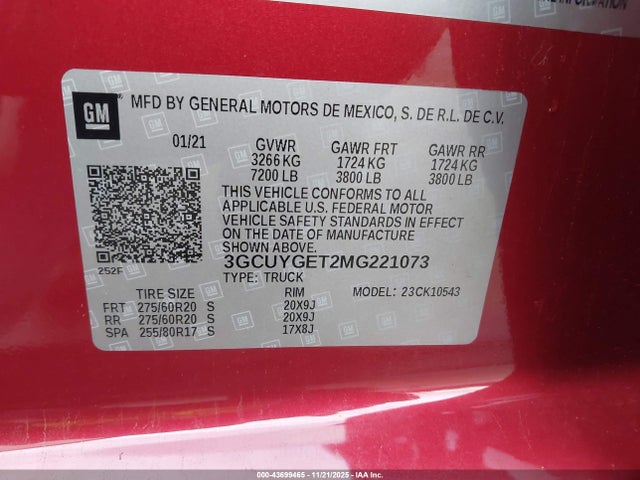 INFORMATION
GM
MFD BY GENERAL MOTORS DE MEXICO, S. DE R.L. DE C.V.
01/21 GVWR GAWR FRT GAWR RR
3266 KG 1724 KG 1724 KG
7200 LB 3800 LB 3800 LB
THIS VEHICLE CONFORMS TO ALL
APPLICABLE U.S. FEDERAL MOTOR
VEHICLE SAFETY STANDARDS IN EFFECT
ON THE DATE OF MANUFACTURE
SHOWN ABOVE.
252F
3GCUYGET2MG221073
TYPE: TRUCK
TIRE SIZE RIM MODEL: 23CK10543
FRT 275/60R20 S 20X9J
RR 275/60R20 S 20X9J
SPA 255/80R17 S 17X8J
000-43699465 - 11/21/2025 - IAA Inc.